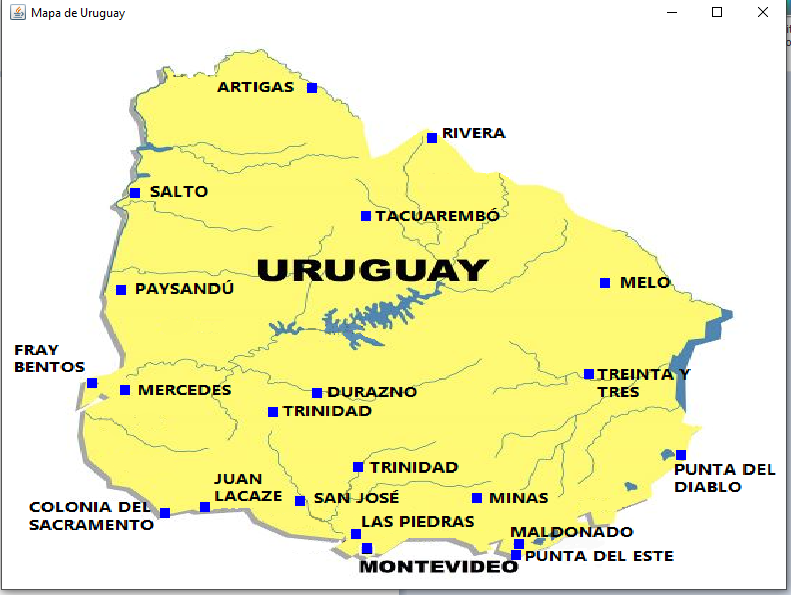 Mapa de Uruguay
ARTIGAS
RIVERA
SALTO
TACUAREMBÓ
URUGUAY
MELO
PAYSANDÚ
FRAY
BENTOS
TREINTA Y
TRES
MERCEDES
DURAZNO
TRINIDAD
TRINIDAD
PUNTA DEL
DIABLO
JUAN
LACAZE
SAN JOSÉ
MINAS
COLONIA DEL
SACRAMENTO
LAS PIEDRAS
MALDONADO
PUNTA DEL ESTE
MONTEVIDEO